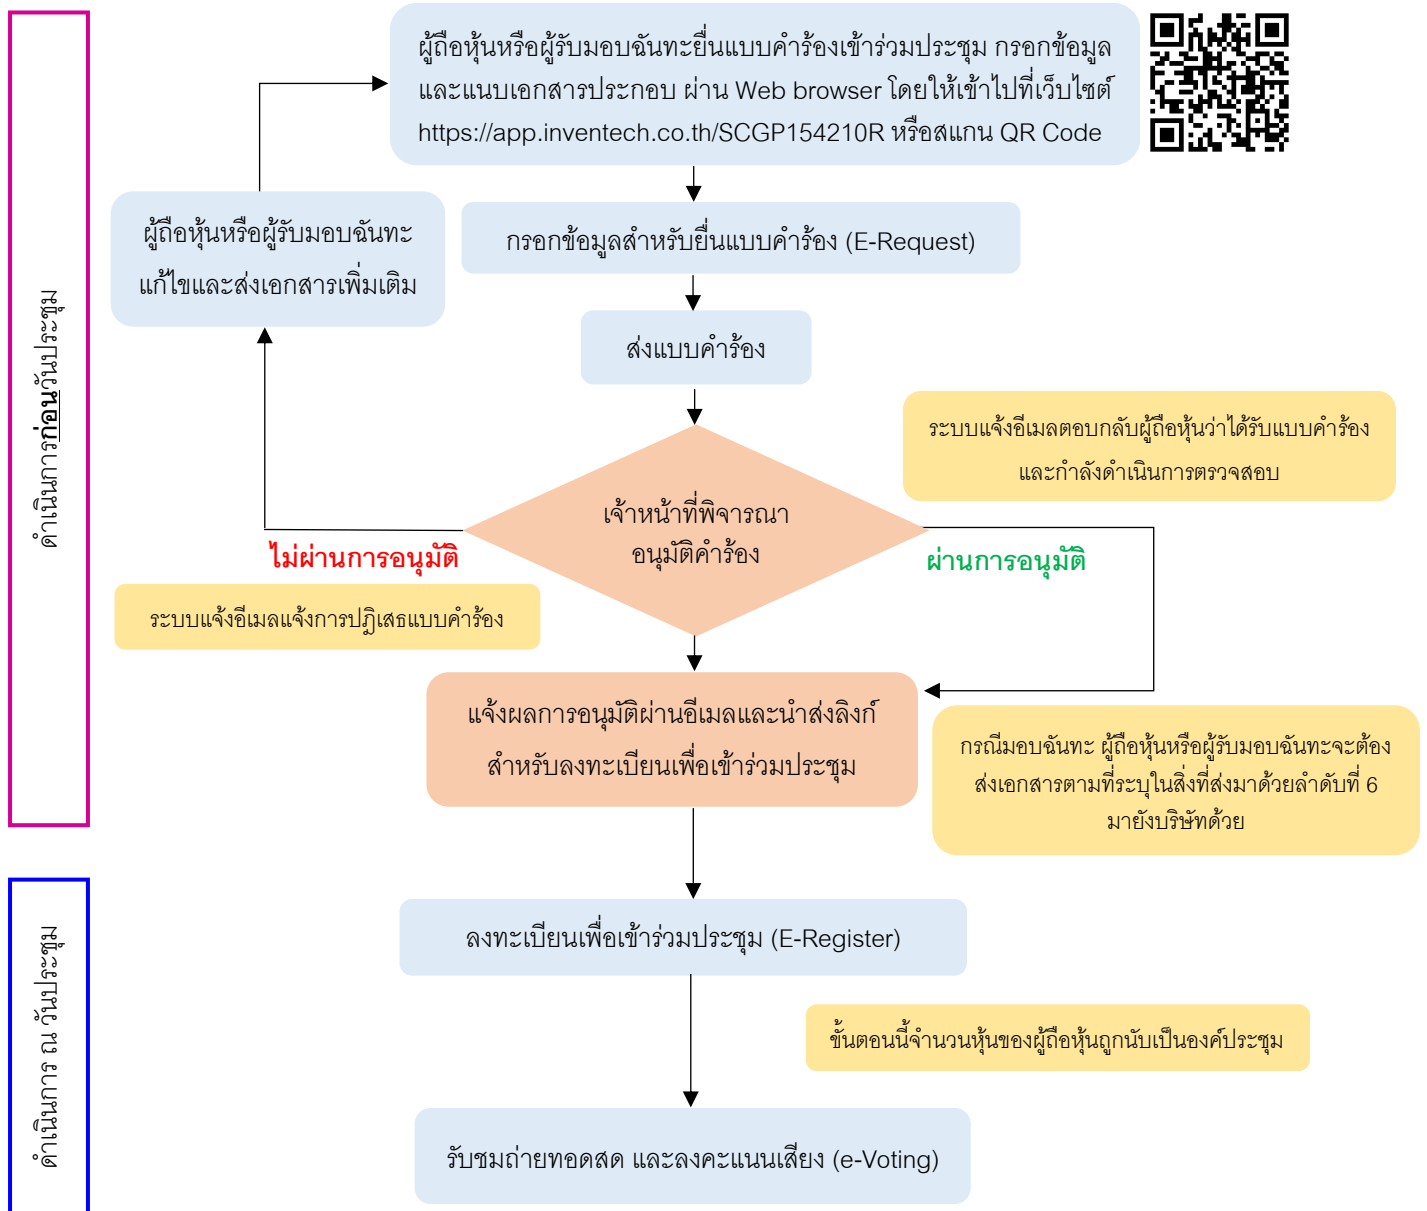 ผู้ถือหุ้นหรือผู้รับมอบฉันทะยื่นแบบคำร้องเข้าร่วมประชุม กรอกข้อมูล
และแนบเอกสารประกอบ ผ่าน Web browser โดยให้เข้าไปที่เว็บไซต์
https://app.inventech.co.th/SCGP154210R หรือสแกน QR Code
ผู้ถือหุ้นหรือผู้รับมอบฉันทะ
แก้ไขและส่งเอกสารเพิ่มเติม
กรอกข้อมูลสำหรับยื่นแบบคำร้อง (E-Request)
ส่งแบบคำร้อง
ดำเนินการก่อนวันประชุม
ระบบแจ้งอีเมลตอบกลับผู้ถือหุ้นว่าได้รับแบบคำร้อง
และกำลังดำเนินการตรวจสอบ
เจ้าหน้าที่พิจารณา
อนุมัติคำร้อง
ไม่ผ่านการอนุมัติ
ผ่านการอนุมัติ
ระบบแจ้งอีเมลแจ้งการปฏิเสธแบบคำร้อง
แจ้งผลการอนุมัติผ่านอีเมลและนำส่งลิงก์
สำหรับลงทะเบียนเพื่อเข้าร่วมประชุม
กรณีมอบฉันทะ ผู้ถือหุ้นหรือผู้รับมอบฉันทะจะต้อง
ส่งเอกสารตามที่ระบุในสิ่งที่ส่งมาด้วยลำดับที่ 6
มายังบริษัทด้วย
ดำเนินการ ณ วันประชุม
ลงทะเบียนเพื่อเข้าร่วมประชุม (E-Register)
ขั้นตอนนี้จำนวนหุ้นของผู้ถือหุ้นถูกนับเป็นองค์ประชุม
รับชมถ่ายทอดสด และลงคะแนนเสียง (e-Voting)